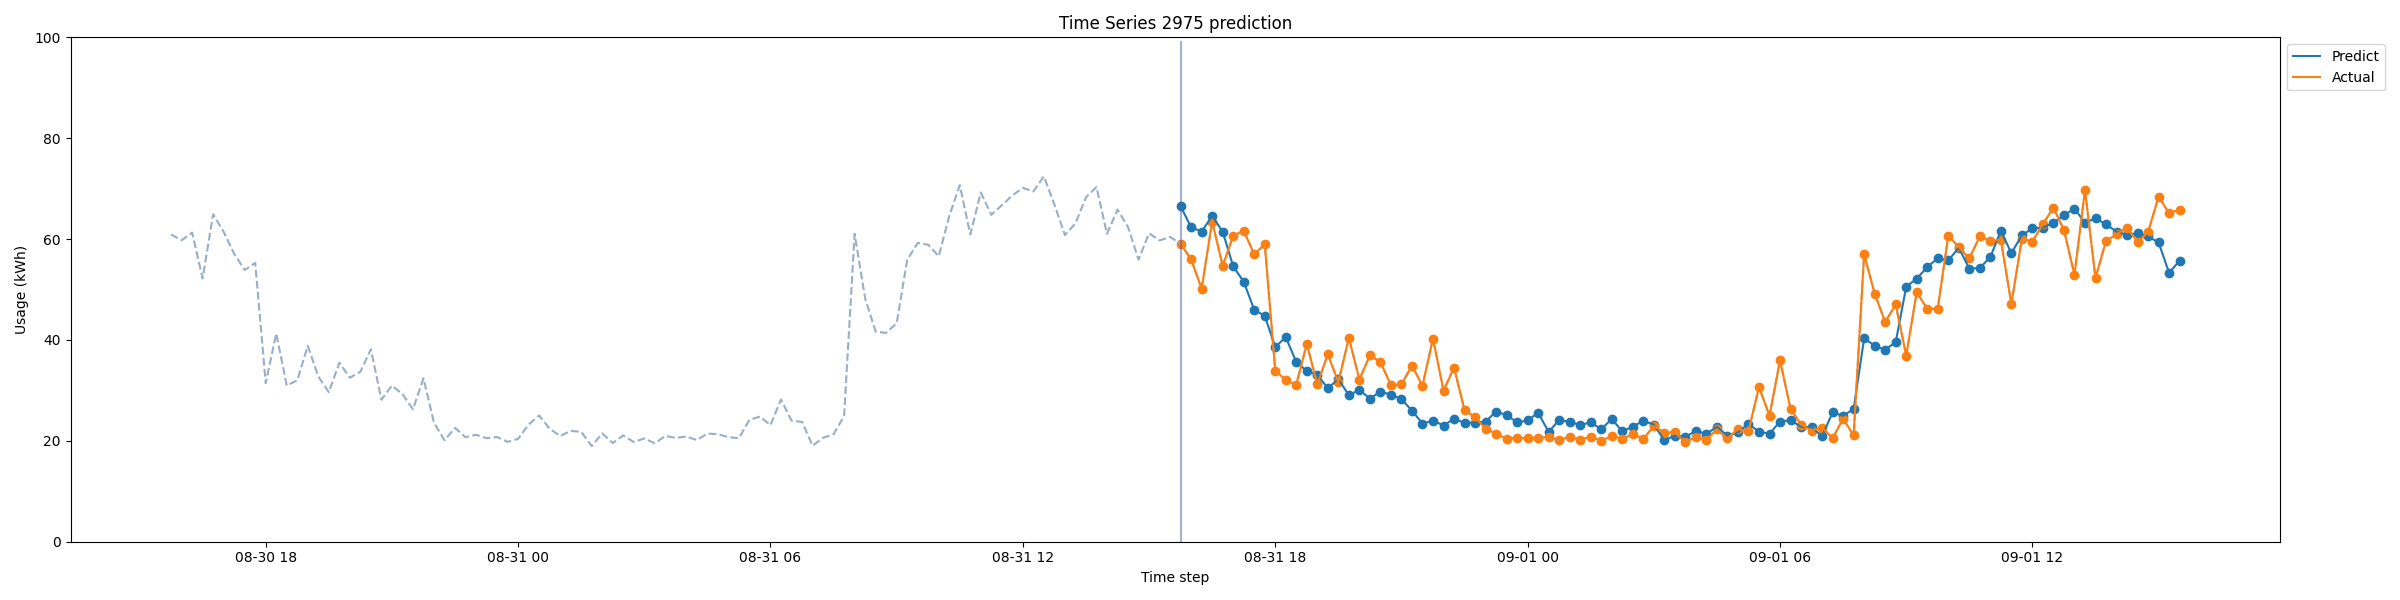 Time Series 2975 prediction
Predict
Actual
100
80
60
40
20
0
Usage (kWh)
08-30 18
08-31 00
08-31 06
08-31 12
08-31 18
09-01 00
09-01 06
09-01 12
Time step